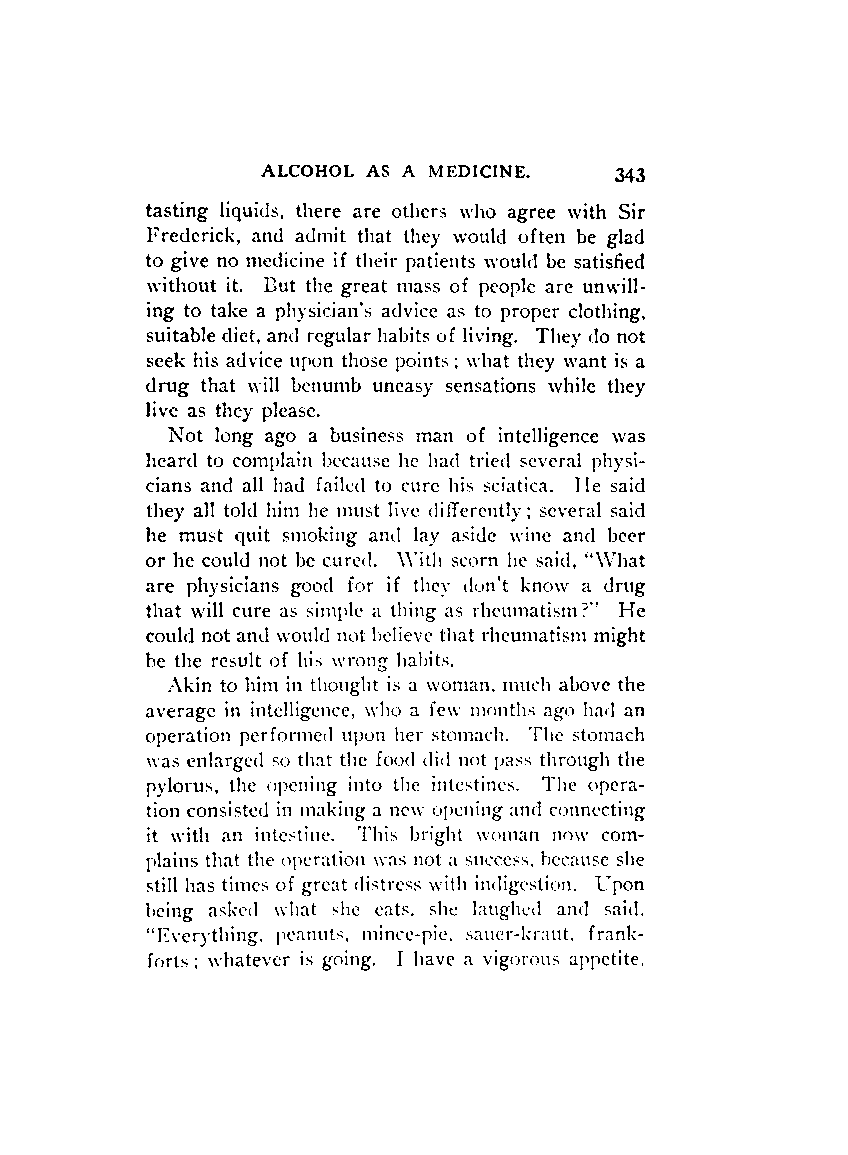 ALCOHOL AS A MEDICINE. 343
tasting liquids, there are others who agree with Sir
Frederick, and admit that they would often be glad
to give no medicine if their patients would be satisfied
without it. But the great mass of people are unwill-
ing to take a physician's advice as to proper clothing,
suitable diet, and regular habits of living. They do not
seek his advice upon those points; what they want is a
drug that will benumb uneasy sensations while they
live as they please.
Not long ago a business man of intelligence was
heard to complain because he had tried several physi-
cians and all had failed to cure his sciatica. He said
they all told him he must live differently; several said
he must quit smoking and lay aside wine and beer
or he could not be cured. With scorn he said, "What
are physicians good for if they don't know a drug
that will cure as simple a thing as rheumatism?" He
could not and would not believe that rheumatism might
be the result of his wrong habits.
Akin to him in thought is a woman, much above the
average in intelligence, who a few months ago had an
operation performed upon her stomach. The stomach
was enlarged so that the food did not pass through the
pylorus, the opening into the intestines. The opera-
tion consisted in making a new opening and connecting
it with an intestine. This bright woman now com-
plains that the operation was not a success, because she
still has times of great distress with indigestion. Upon
being asked what she eats, she laughed and said,
"Everything, peanuts, mince-pie, sauer-kraut, frank-
forts; whatever is going. I have a vigorous appetite,